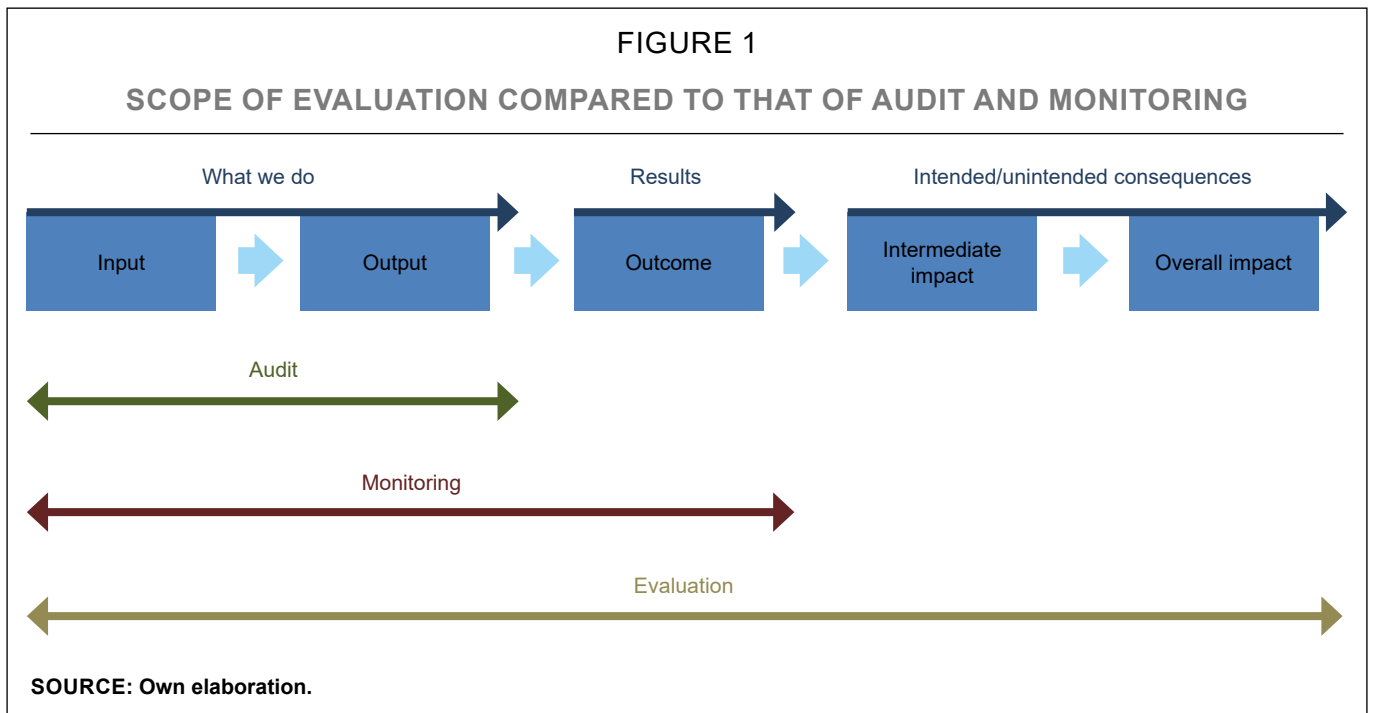 FIGURE 1
SCOPE OF EVALUATION COMPARED TO THAT OF AUDIT AND MONITORING
What we do
Results
Intended/unintended consequences
Input
Output
Outcome
Intermediate
impact
Overall impact
Audit
Monitoring
Evaluation
SOURCE: Own elaboration.